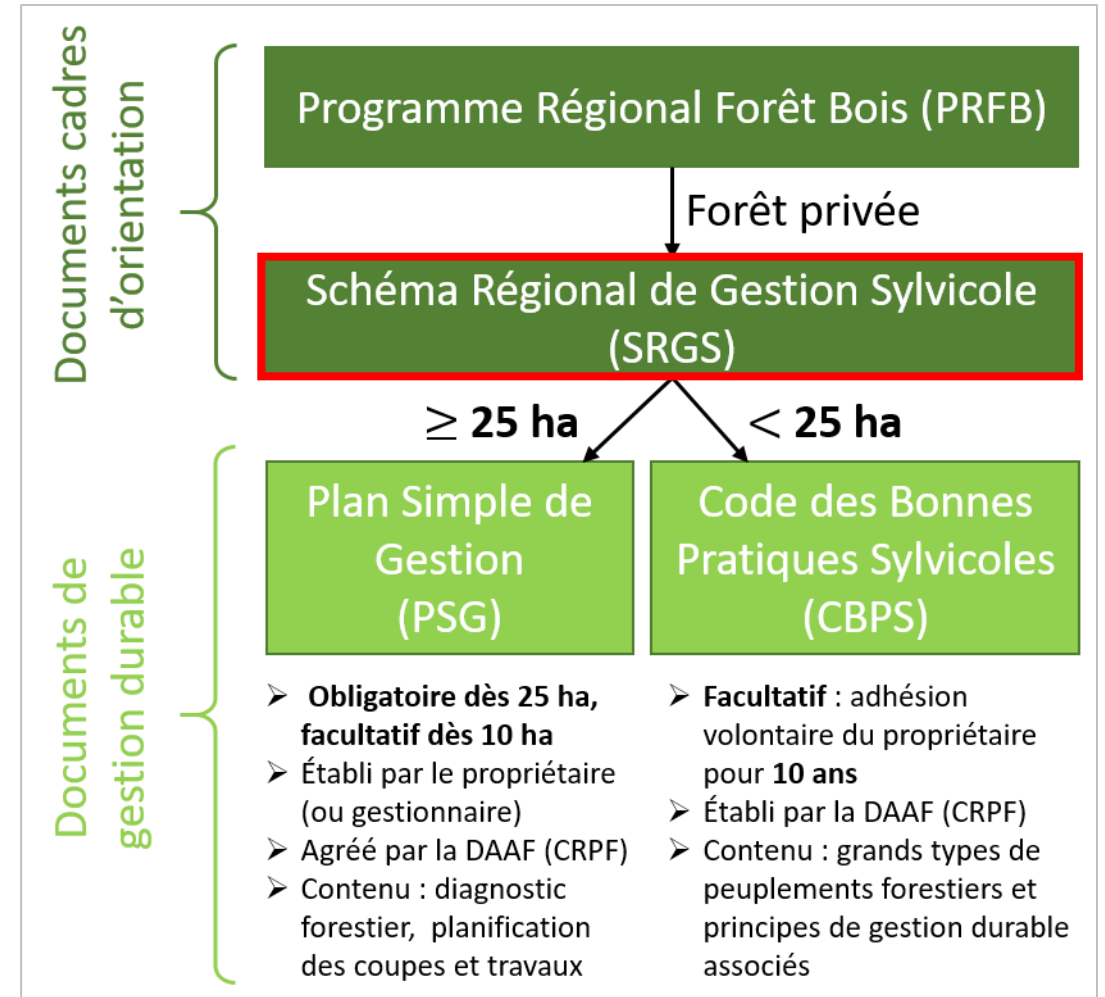 Documents cadres
d'orientation
Programme Régional Forêt Bois (PRFB)
Forêt privée
Schéma Régional de Gestion Sylvicole
(SRGS)
≥ 25 ha
< 25 ha
Documents de
gestion durable
Plan Simple de
Gestion
(PSG)
➢ Obligatoire dès 25 ha,
facultatif dès 10 ha
➢ Établi par le propriétaire
(ou gestionnaire)
➢ Agréé par la DAAF (CRPF)
➢ Contenu : diagnostic
forestier, planification
des coupes et travaux
Code des Bonnes
Pratiques Sylvicoles
(CBPS)
➢ Facultatif : adhésion
volontaire du propriétaire
pour 10 ans
➢ Établi par la DAAF (CRPF)
➢ Contenu : grands types de
peuplements forestiers et
principes de gestion durable
associés